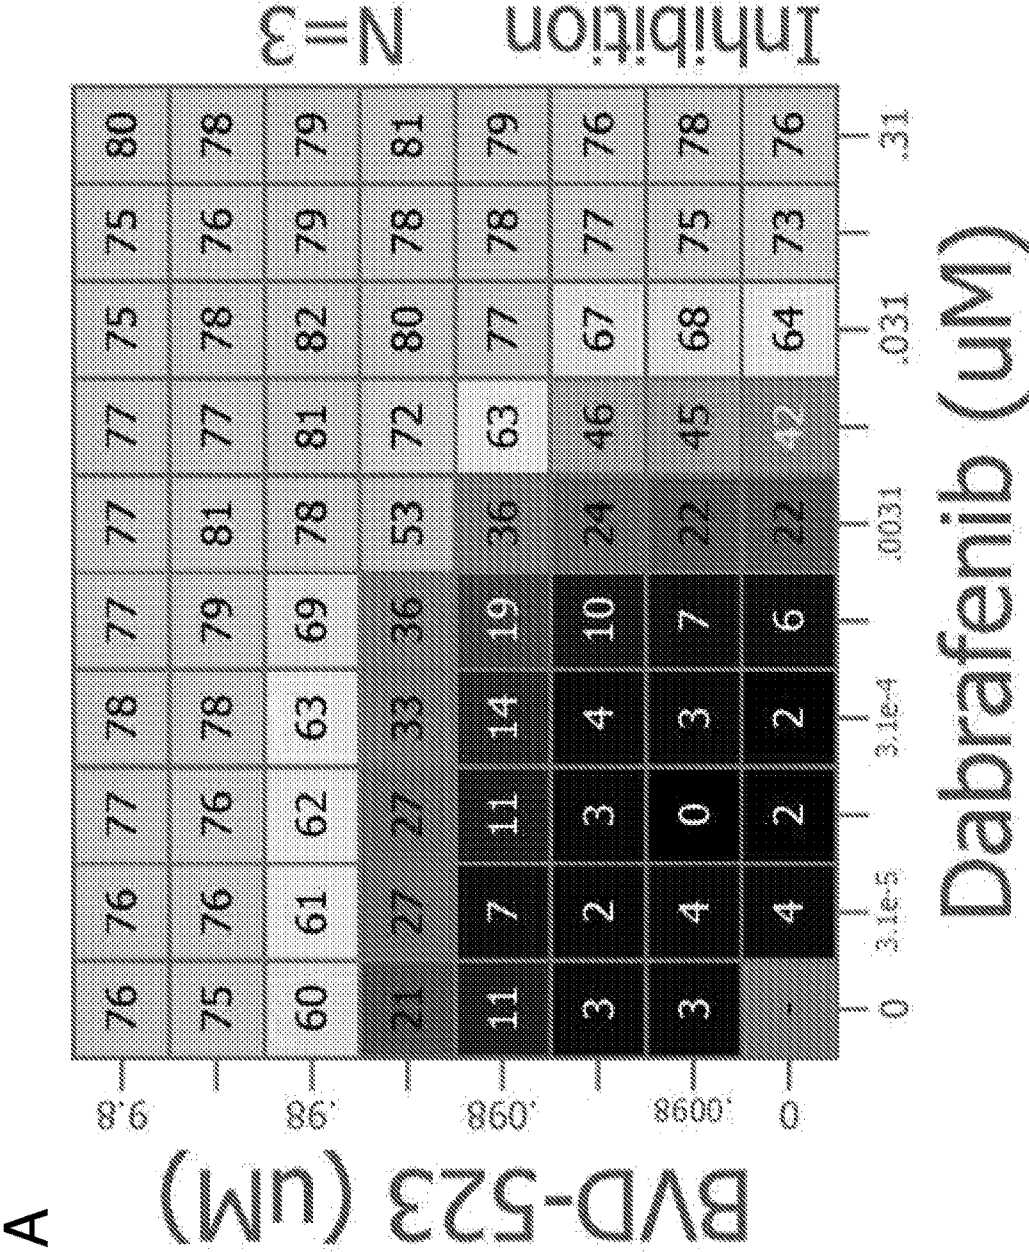 A
N=3
Inhibition
BVD-523 (uM)
9.8 76 76 77 78 77 77 77 75 75 80
75 76 76 78 79 81 77 78 76 78
.98 60 61 62 63 69 78 81 82 79 79
21 27 27 33 36 53 72 80 78 81
.098 11 7 11 14 19 36 63 77 78 79
3 2 3 4 10 24 46 67 77 76
.0098 3 4 0 3 7 22 45 68 75 78
0 - 4 2 2 6 22 42 64 73 76
0 3.1e-5 3.1e-4 .0031 .031 .31
Dabrafenib (uM)